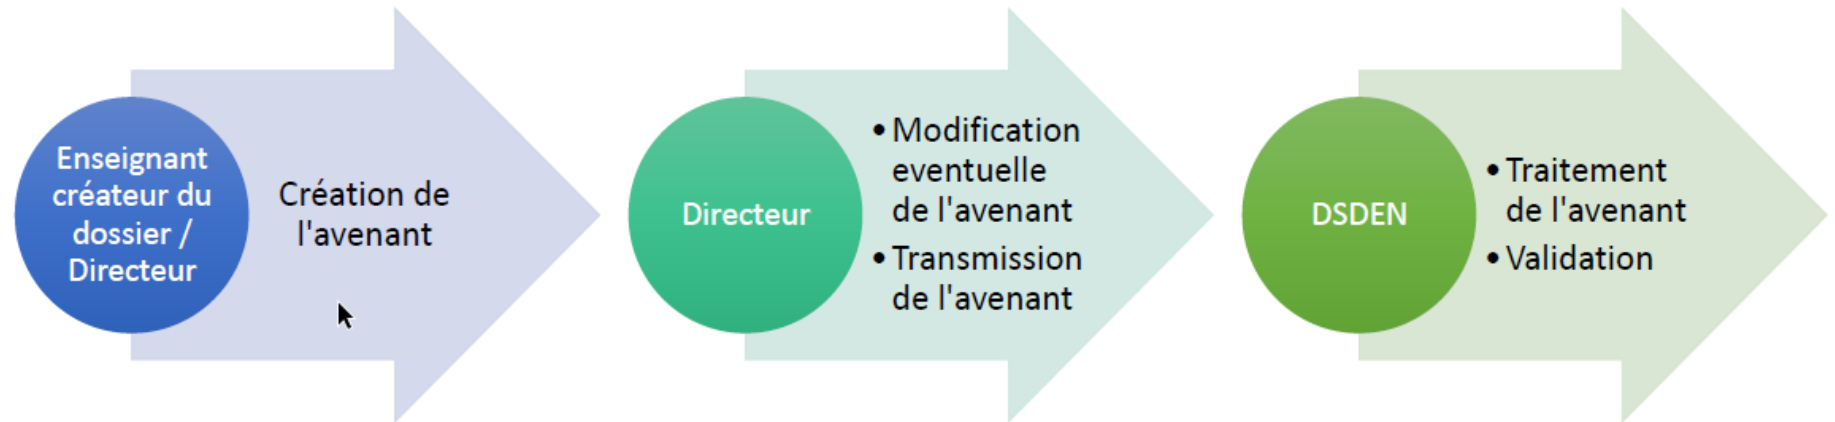 Enseignant
créateur du
dossier /
Directeur
Création de
l'avenant
Directeur
• Modification
eventuelle
de l'avenant
• Transmission
de l'avenant
DSDEN
• Traitement
de l'avenant
• Validation